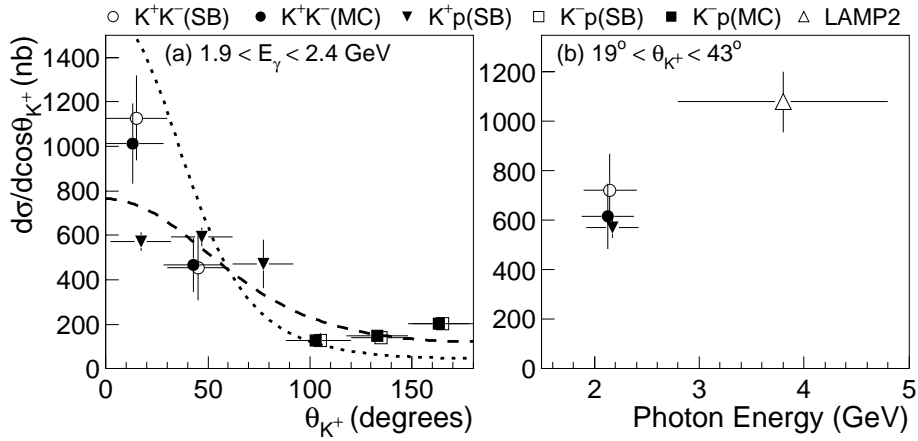 K⁺K⁻(SB) K⁺K⁻(MC) K⁺p(SB) K⁻p(SB) K⁻p(MC) LAMP2
dσ/dcosθ_K⁺ (nb)
(a) 1.9 < E_γ < 2.4 GeV
1400
1200
1000
800
600
400
200
0
0 50 100 150
θ_K⁺ (degrees)
(b) 19° < θ_K⁺ < 43°
1200
1000
800
600
400
200
0
2 3 4 5
Photon Energy (GeV)